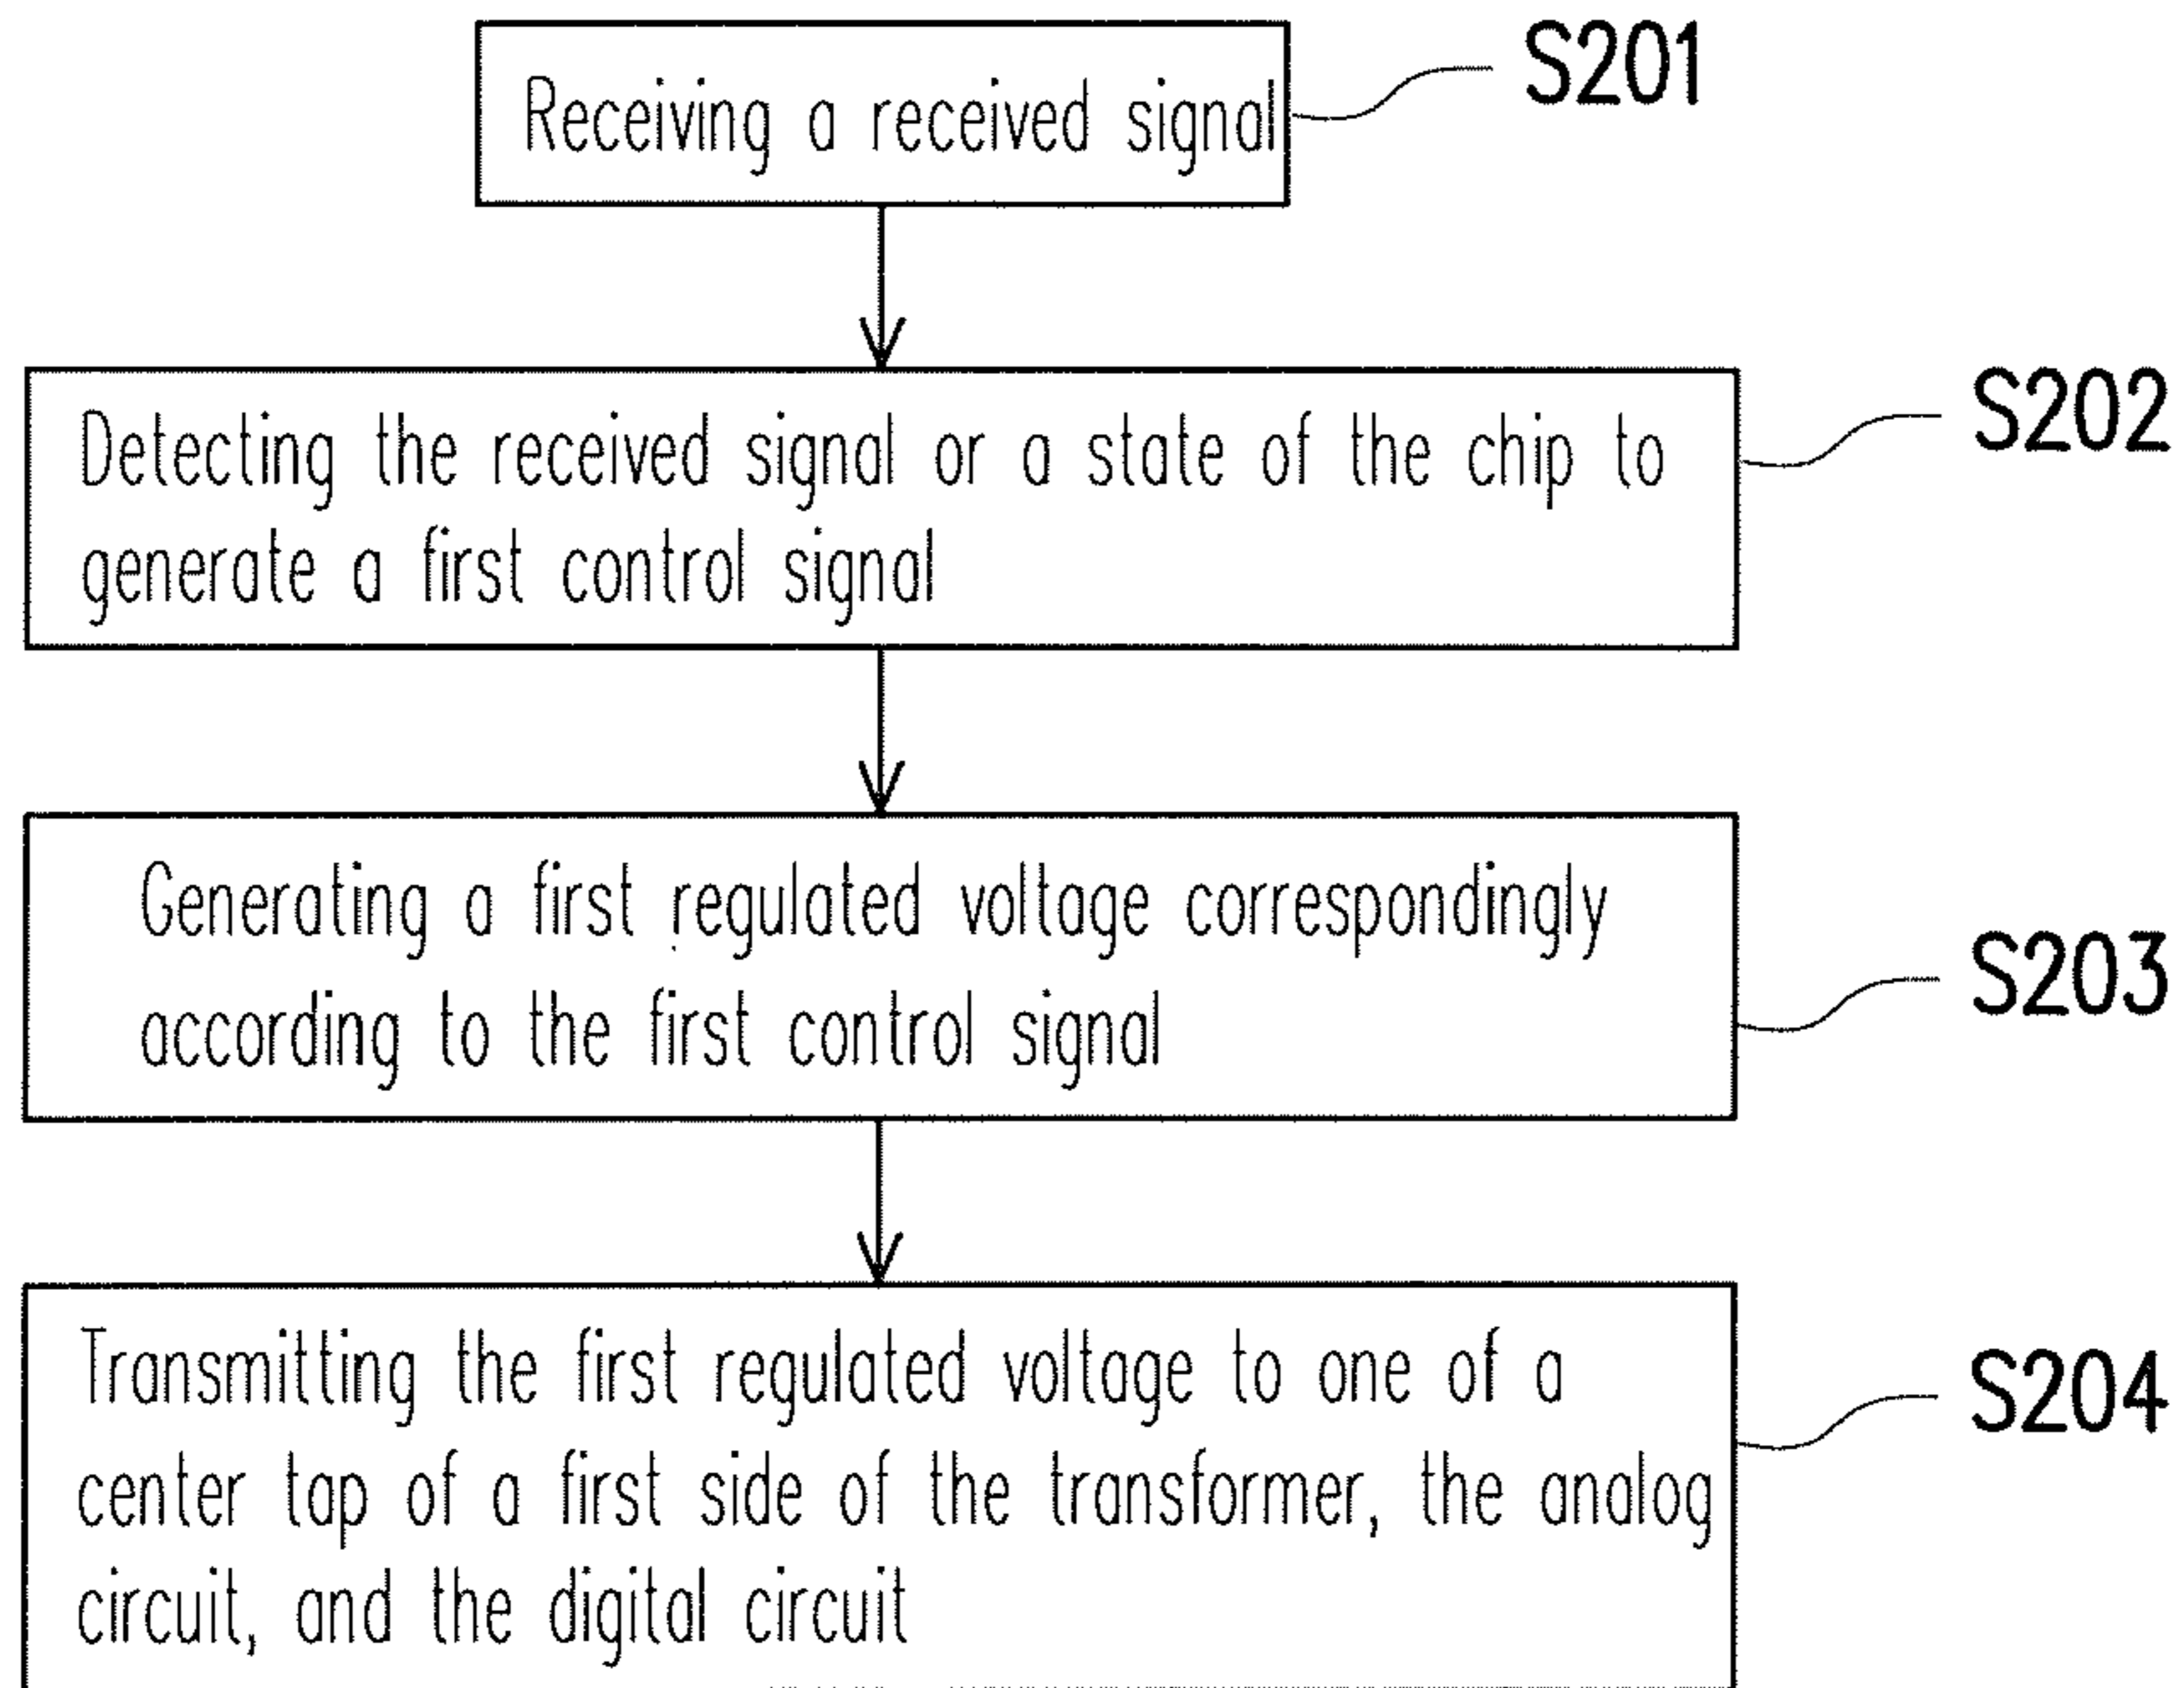 Receiving a received signal
S201
Detecting the received signal or a state of the chip to
generate a first control signal
S202
Generating a first regulated voltage correspondingly
according to the first control signal
S203
Transmitting the first regulated voltage to one of a
center tap of a first side of the transformer, the analog
circuit, and the digital circuit
S204